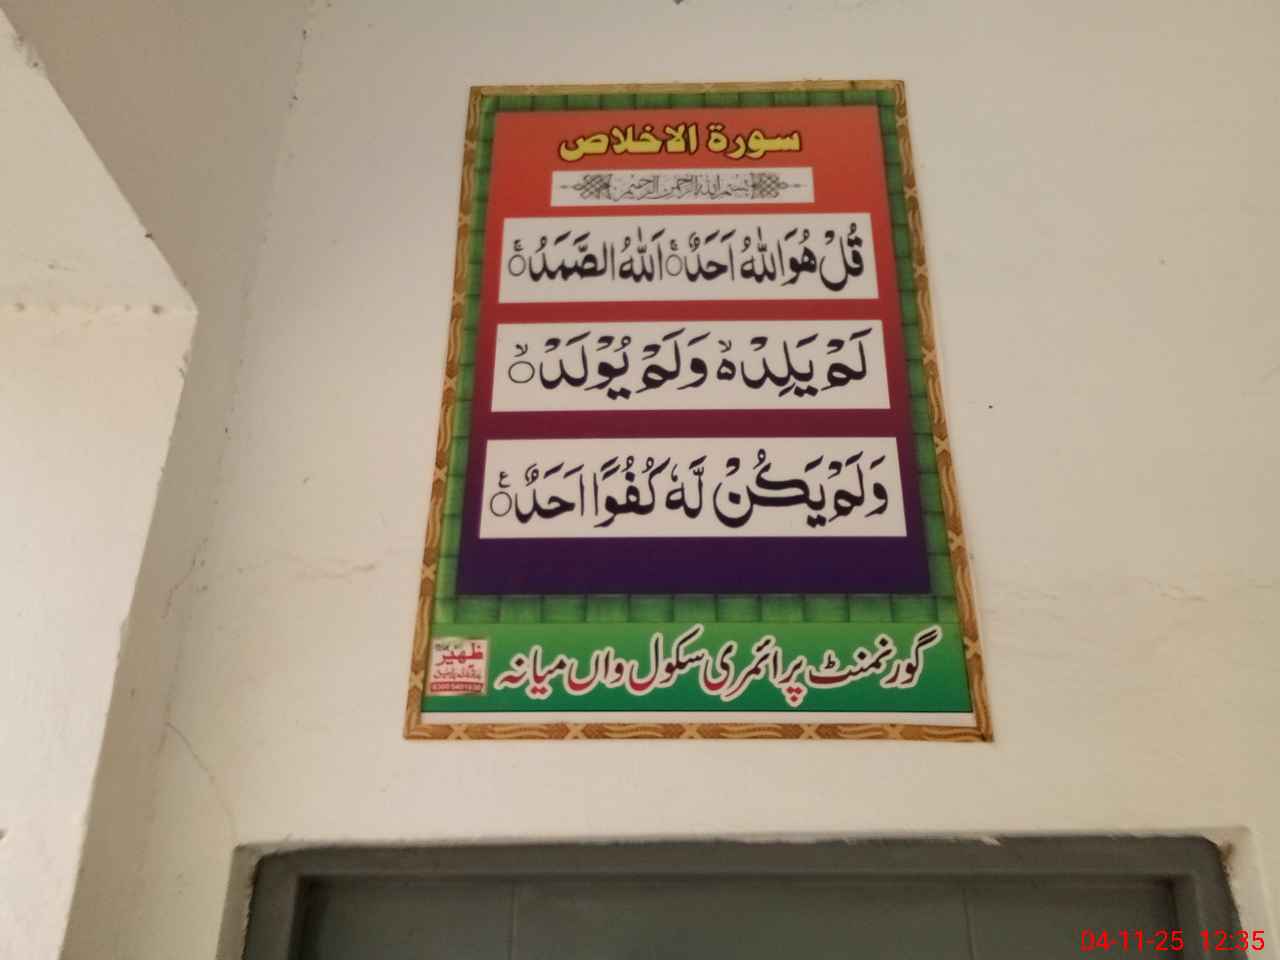 سورة الاخلاص
بسم الله الرحمن الرحيم
قُلْ هُوَ اللّٰهُ اَحَدٌ ۚ اَللّٰهُ الصَّمَدُ ۚ
لَمْ يَلِدْ ۙ وَلَمْ يُوْلَدْ ۙ
وَلَمْ يَكُنْ لَّهٗ كُفُوًا اَحَدٌ ۧ
گورنمنٹ پرائمری سکول واں میانہ
ظہیر
04-11-25 12:35